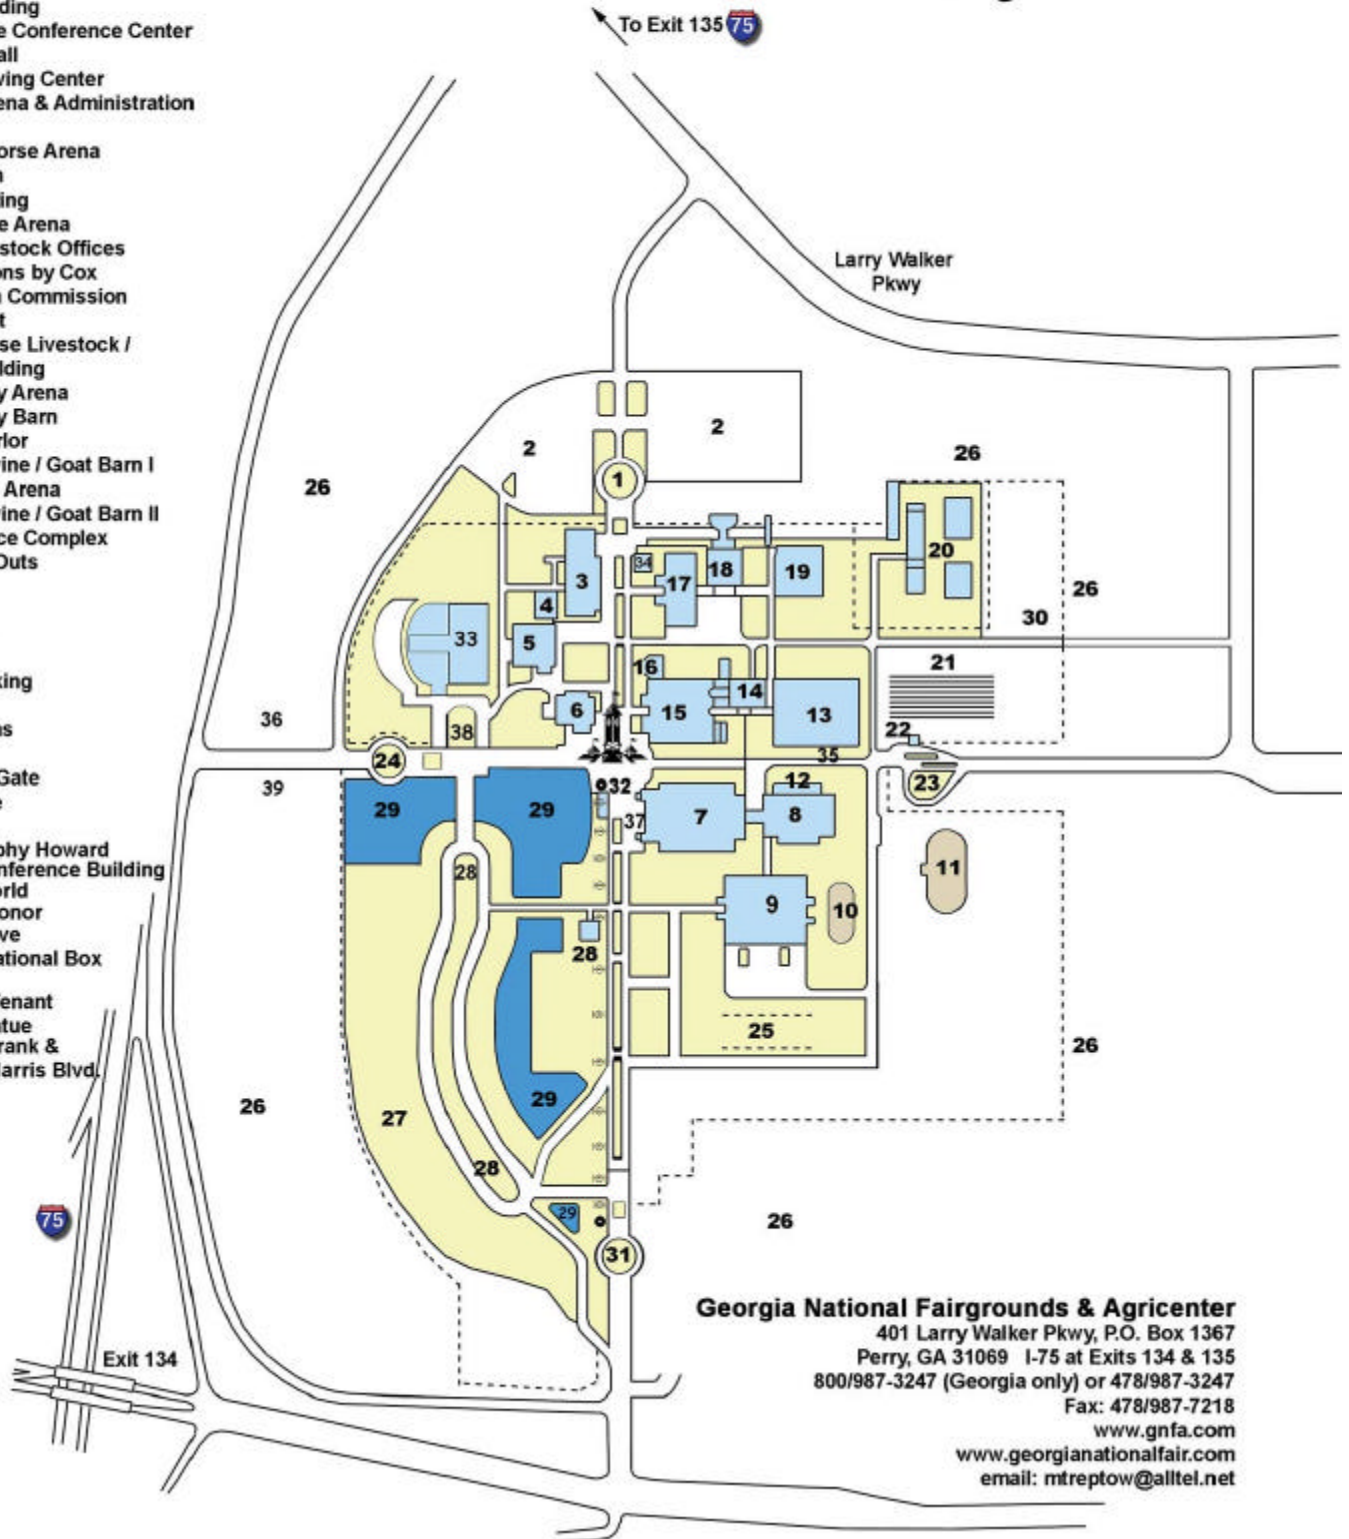 ding
e Conference Center
all
ving Center
ena & Administration
orse Arena
n
ing
e Arena
stock Offices
ons by Cox
n Commission
t
se Livestock /
lding
y Arena
y Barn
rlor
ine / Goat Barn I
Arena
ine / Goat Barn II
ce Complex
Outs
king
ns
Gate
e
phy Howard
nference Building
orld
onor
ve
ational Box
Tenant
atue
rank &
Harris Blvd.
To Exit 135 75
Larry Walker
Pkwy
2
2
1
26
26
34
18
19
20
3
17
4
26
30
33
5
16
21
14
6
15
13
36
38
22
24
35
39
32
12
23
29
29
37
7
8
28
11
9
10
28
25
26
26
27
29
28
75
29
26
31
Exit 134
Georgia National Fairgrounds & Agricenter
401 Larry Walker Pkwy, P.O. Box 1367
Perry, GA 31069 I-75 at Exits 134 & 135
800/987-3247 (Georgia only) or 478/987-3247
Fax: 478/987-7218
www.gnfa.com
www.georgianationalfair.com
email: mtreptow@alltel.net